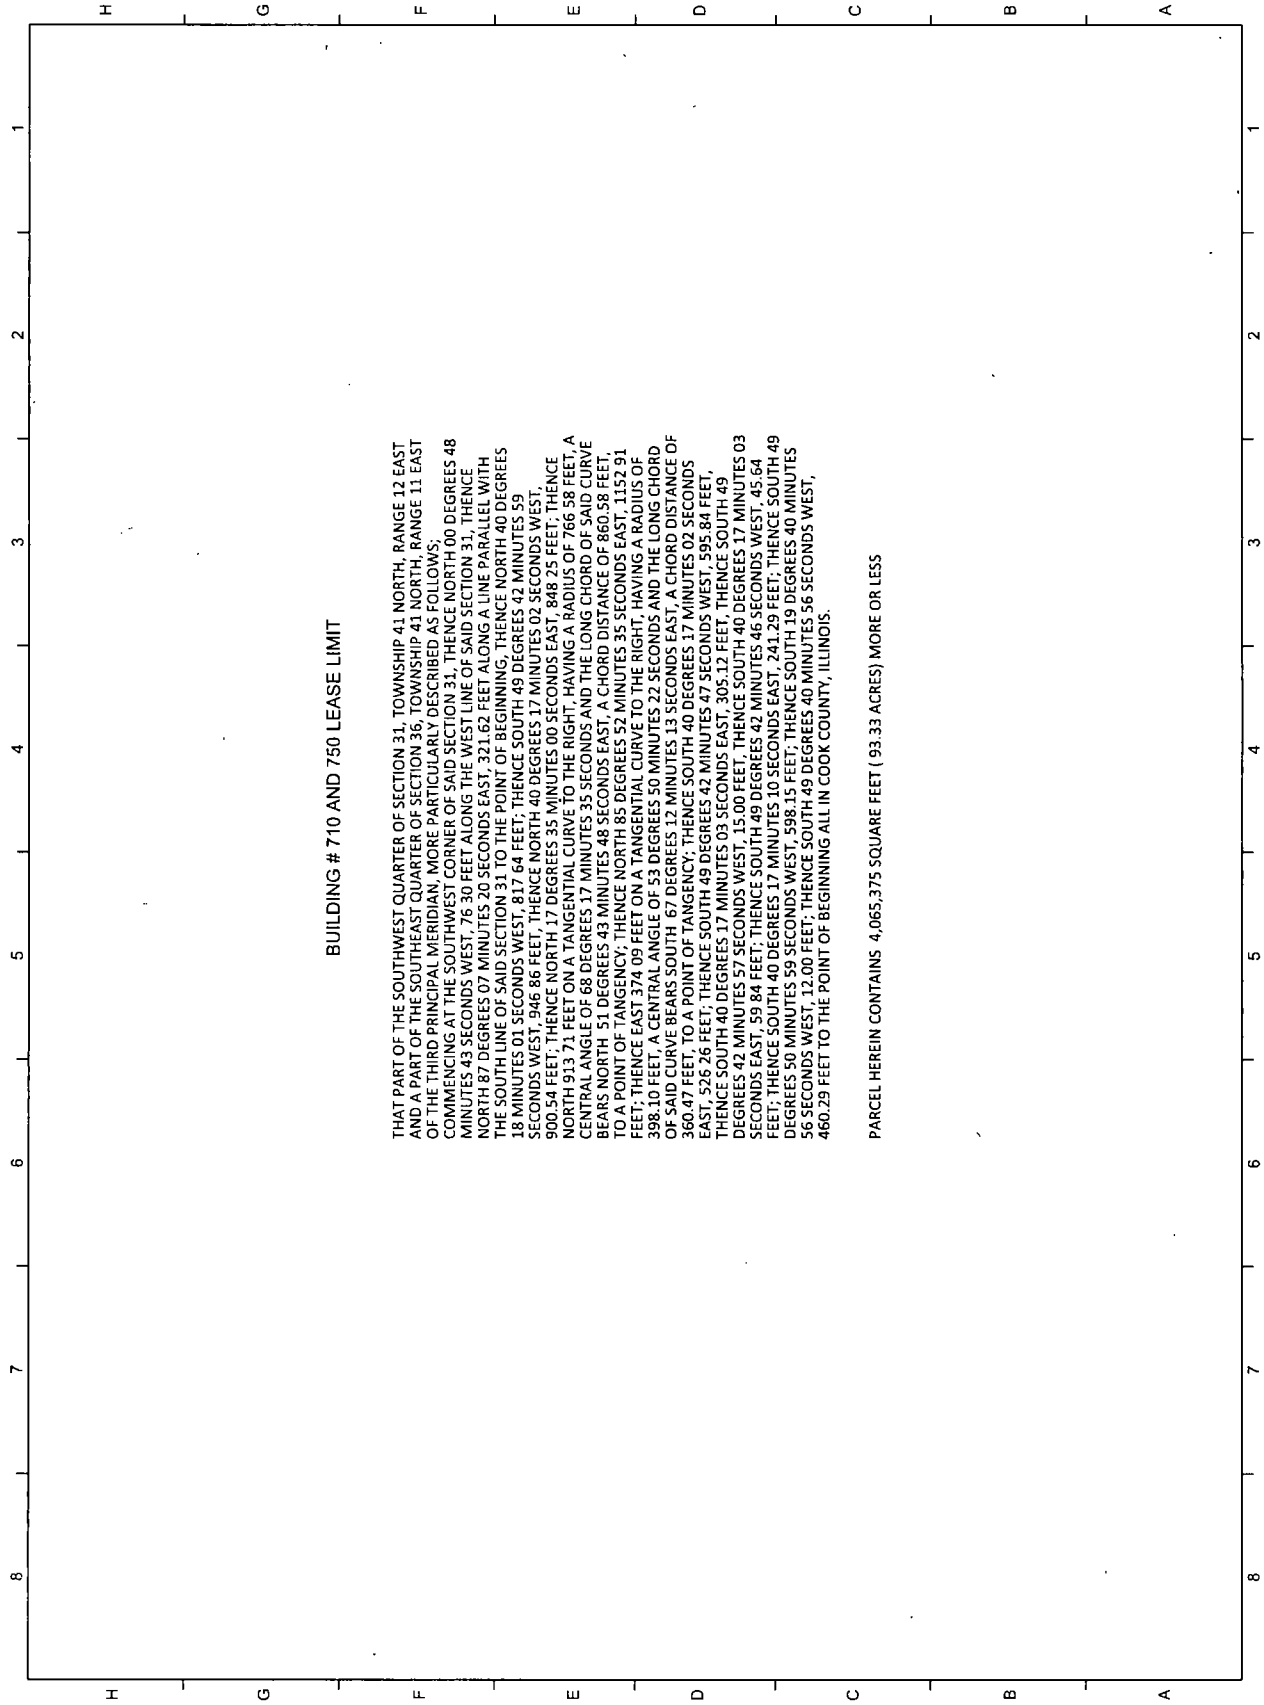 BUILDING # 710 AND 750 LEASE LIMIT
THAT PART OF THE SOUTHWEST QUARTER OF SECTION 31, TOWNSHIP 41 NORTH, RANGE 12 EAST
AND A PART OF THE SOUTHEAST QUARTER OF SECTION 36, TOWNSHIP 41 NORTH, RANGE 11 EAST
OF THE THIRD PRINCIPAL MERIDIAN, MORE PARTICULARLY DESCRIBED AS FOLLOWS;
COMMENCING AT THE SOUTHWEST CORNER OF SAID SECTION 31, THENCE NORTH 00 DEGREES 48
MINUTES 43 SECONDS WEST, 76 30 FEET ALONG THE WEST LINE OF SAID SECTION 31, THENCE
NORTH 87 DEGREES 07 MINUTES 20 SECONDS EAST, 321.62 FEET ALONG A LINE PARALLEL WITH
THE SOUTH LINE OF SAID SECTION 31 TO THE POINT OF BEGINNING, THENCE NORTH 40 DEGREES
18 MINUTES 01 SECONDS WEST, 817 64 FEET; THENCE SOUTH 49 DEGREES 42 MINUTES 59
SECONDS WEST, 946 86 FEET, THENCE NORTH 40 DEGREES 17 MINUTES 02 SECONDS WEST,
900.54 FEET; THENCE NORTH 17 DEGREES 35 MINUTES 00 SECONDS EAST, 848 25 FEET; THENCE
NORTH 913 71 FEET ON A TANGENTIAL CURVE TO THE RIGHT, HAVING A RADIUS OF 766 58 FEET, A
CENTRAL ANGLE OF 68 DEGREES 17 MINUTES 35 SECONDS AND THE LONG CHORD OF SAID CURVE
BEARS NORTH 51 DEGREES 43 MINUTES 48 SECONDS EAST, A CHORD DISTANCE OF 860.58 FEET,
TO A POINT OF TANGENCY; THENCE NORTH 85 DEGREES 52 MINUTES 35 SECONDS EAST, 1152 91
FEET; THENCE EAST 374 09 FEET ON A TANGENTIAL CURVE TO THE RIGHT, HAVING A RADIUS OF
398.10 FEET, A CENTRAL ANGLE OF 53 DEGREES 50 MINUTES 22 SECONDS AND THE LONG CHORD
OF SAID CURVE BEARS SOUTH 67 DEGREES 12 MINUTES 13 SECONDS EAST, A CHORD DISTANCE OF
360.47 FEET, TO A POINT OF TANGENCY; THENCE SOUTH 40 DEGREES 17 MINUTES 02 SECONDS
EAST, 526 26 FEET; THENCE SOUTH 49 DEGREES 42 MINUTES 47 SECONDS WEST, 595.84 FEET,
THENCE SOUTH 40 DEGREES 17 MINUTES 03 SECONDS EAST, 305.12 FEET, THENCE SOUTH 49
DEGREES 42 MINUTES 57 SECONDS WEST, 15.00 FEET, THENCE SOUTH 40 DEGREES 17 MINUTES 03
SECONDS EAST, 59 84 FEET; THENCE SOUTH 49 DEGREES 42 MINUTES 46 SECONDS WEST, 45.64
FEET; THENCE SOUTH 40 DEGREES 17 MINUTES 10 SECONDS EAST, 241.29 FEET; THENCE SOUTH 49
DEGREES 50 MINUTES 59 SECONDS WEST, 598.15 FEET; THENCE SOUTH 19 DEGREES 40 MINUTES
56 SECONDS WEST, 12.00 FEET; THENCE SOUTH 49 DEGREES 40 MINUTES 56 SECONDS WEST,
460.29 FEET TO THE POINT OF BEGINNING ALL IN COOK COUNTY, ILLINOIS.
PARCEL HEREIN CONTAINS 4,065,375 SQUARE FEET ( 93.33 ACRES) MORE OR LESS
8 7 6 5 4 3 2 1
H G F E D C B A
H G F E D C B A
8 7 6 5 4 3 2 1